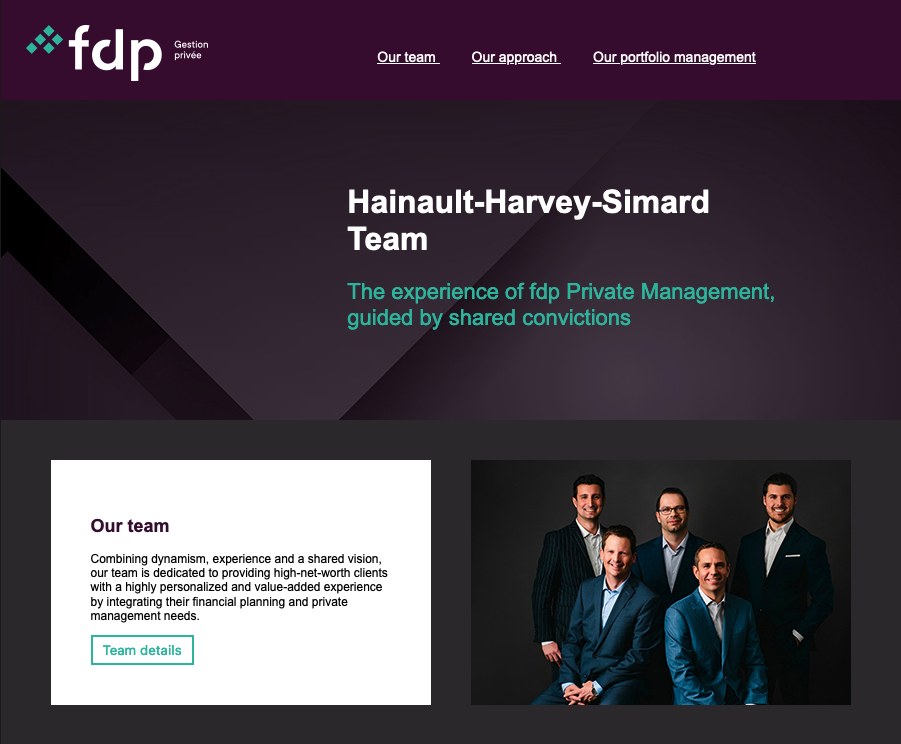 fdp
Gestion
privée
Our team
Our approach
Our portfolio management
Hainault-Harvey-Simard
Team
The experience of fdp Private Management,
guided by shared convictions
Our team
Combining dynamism, experience and a shared vision,
our team is dedicated to providing high-net-worth clients
with a highly personalized and value-added experience
by integrating their financial planning and private
management needs.
Team details